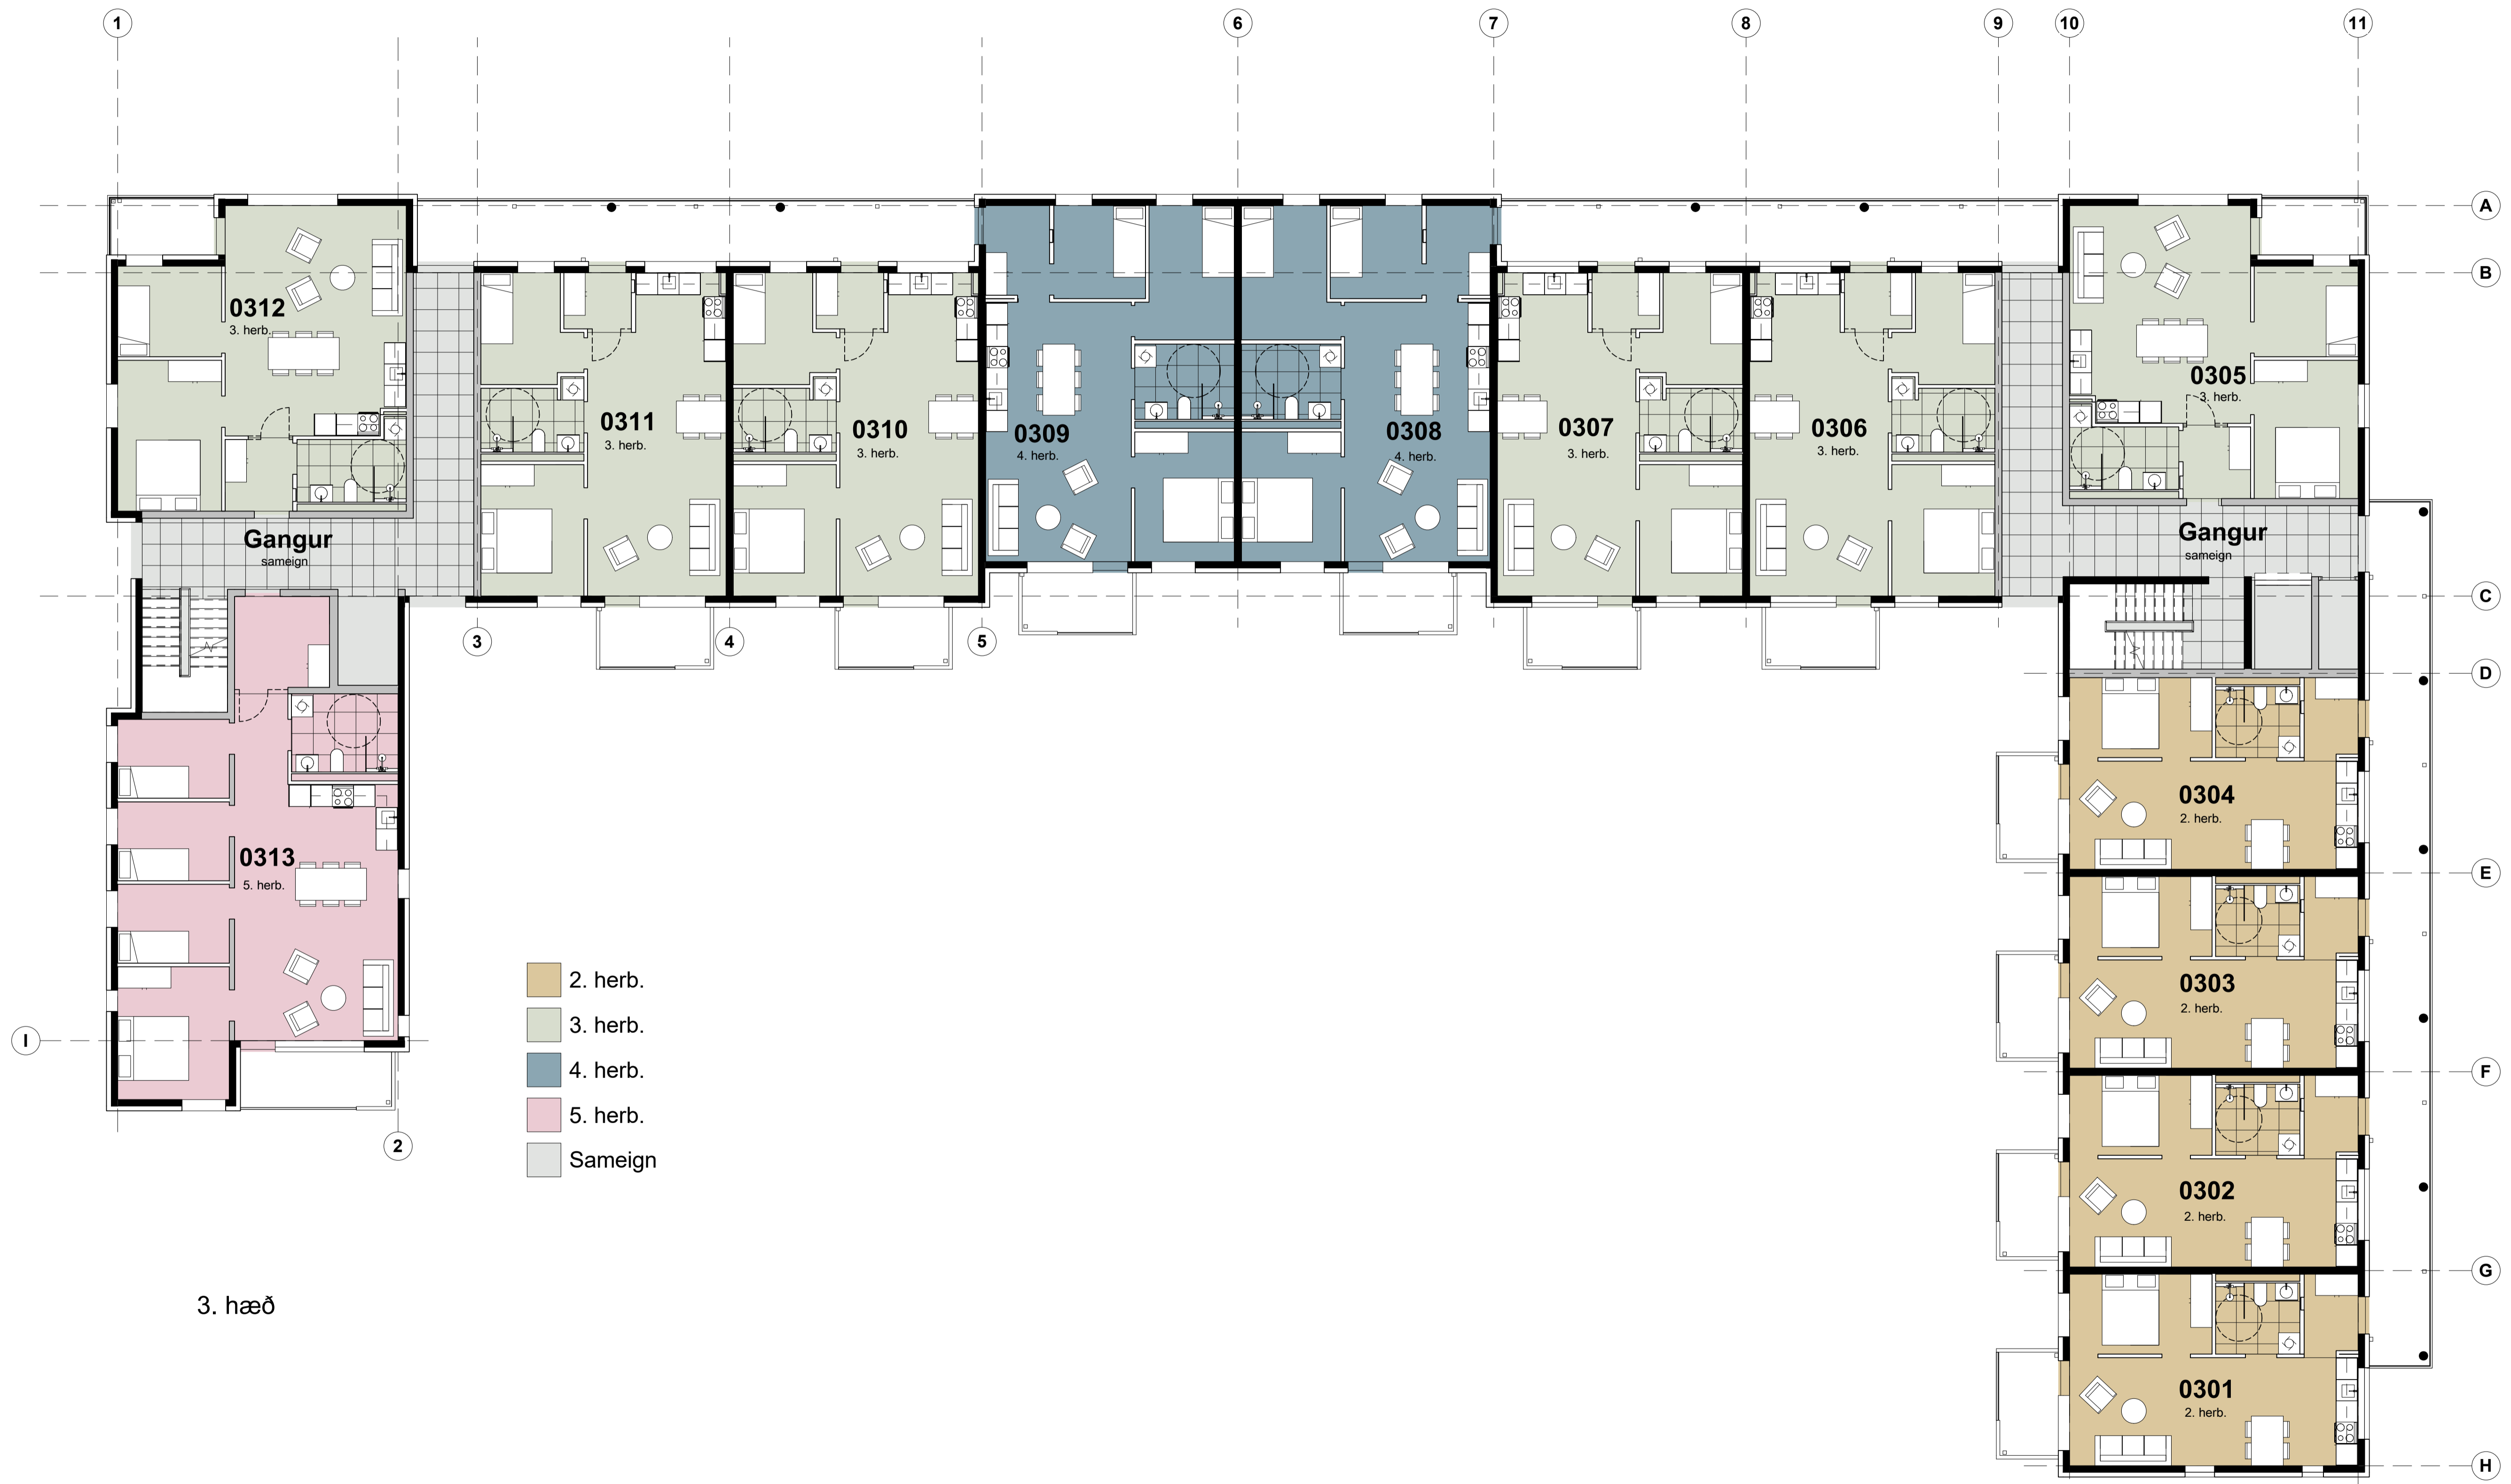 1
6
7
8
9
10
11
A
B
0312
3. herb.
0305
3. herb.
0311
3. herb.
0310
3. herb.
0309
4. herb.
0308
4. herb.
0307
3. herb.
0306
3. herb.
Gangur
sameign
Gangur
sameign
C
3
4
5
D
0304
2. herb.
0313
5. herb.
E
2. herb.
3. herb.
4. herb.
5. herb.
Sameign
0303
2. herb.
I
F
2
0302
2. herb.
G
3. hæð
0301
2. herb.
H